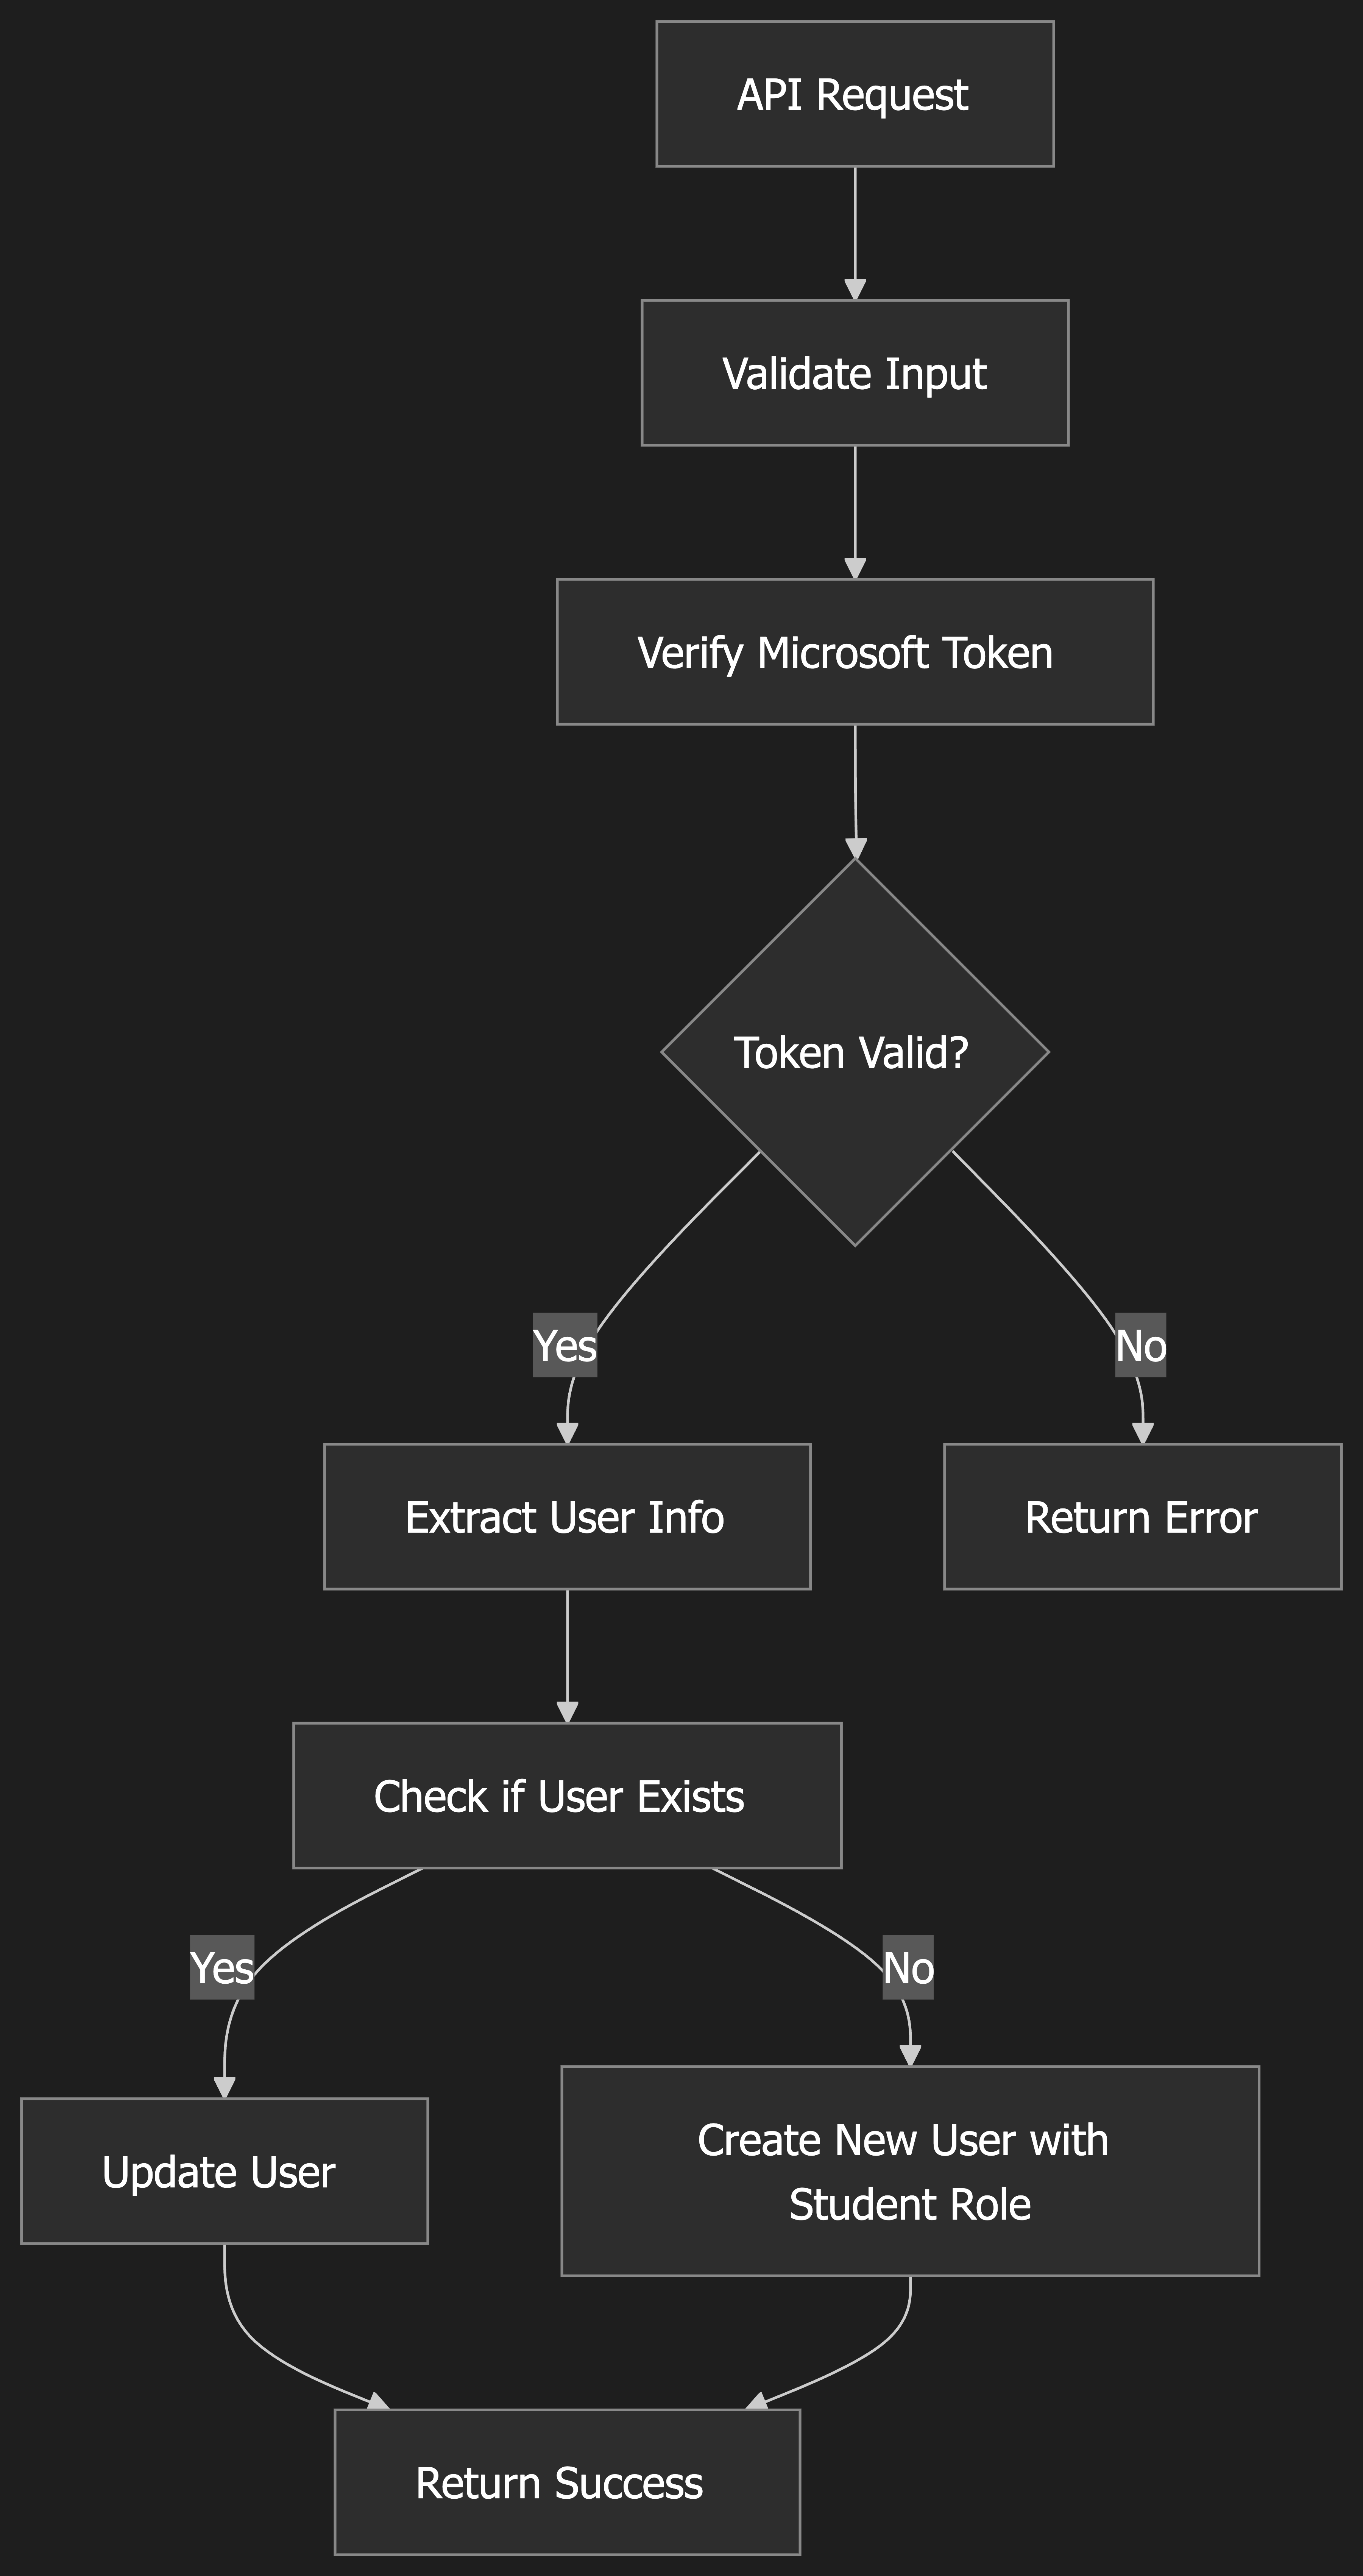 API Request
Validate Input
Verify Microsoft Token
Token Valid?
Yes
No
Extract User Info
Return Error
Check if User Exists
Yes
No
Update User
Create New User with
Student Role
Return Success